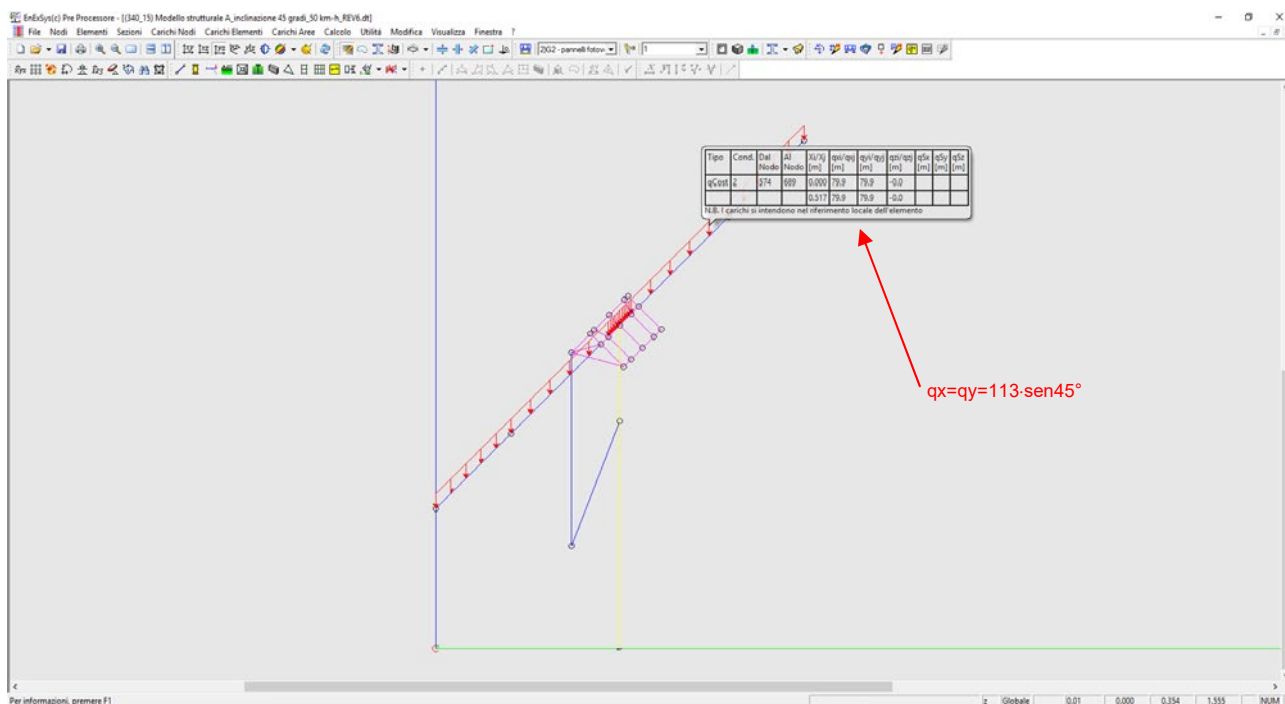 EnExSys(c) Pre Processore - [(340_15) Modello strutturale A_inclinazione 45 gradi_50 km-h_REV6.dt]
File Nodi Elementi Sezioni Carichi Nodi Carichi Elementi Carichi Aree Calcolo Utilità Modifica Visualizza Finestra ?
2IG2 - pannelli fotov 1
Tipo Cond. Dal Nodo Al Nodo Xi/Xj [m] qxi/qxj [m] qyi/qyj [m] qzi/qzj [m] qSx [m] qSy [m] qSz [m]
qCost 2 574 689 0.000 79.9 79.9 -0.0
0.517 79.9 79.9 -0.0
N.B. I carichi si intendono nel riferimento locale dell'elemento
qx=qy=113·sen45°
Per informazioni, premere F1 z Globale 0.01 0.000 0.354 1.555 NUM